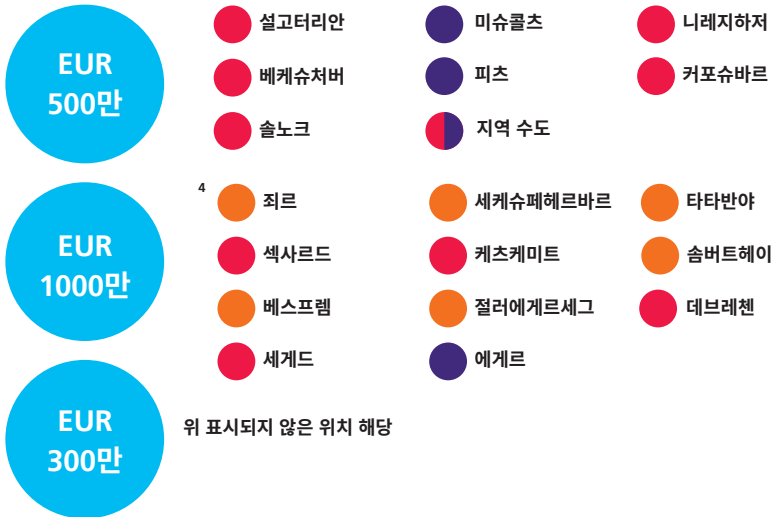 EUR
500만
설고터리안
미슈콜츠
니레지하저
베케슈처버
피츠
커포슈바르
솔노크
지역 수도
EUR
1000만
4
죄르
세케슈페헤르바르
타타반야
섹사르드
케츠케미트
솜버트헤이
베스프렘
절러에게르세그
데브레첸
세게드
에게르
EUR
300만
위 표시되지 않은 위치 해당